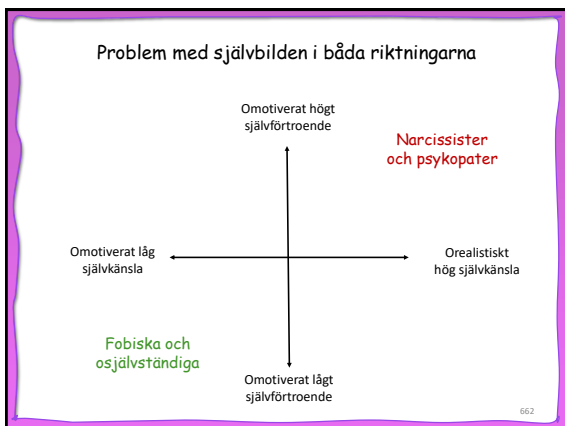 Problem med självbilden i båda riktningarna
Omotiverat högt
självförtroende
Narcissister
och psykopater
Omotiverat låg
självkänsla
Orealistiskt
hög självkänsla
Fobiska och
osjälvständiga
Omotiverat lågt
självförtroende
662